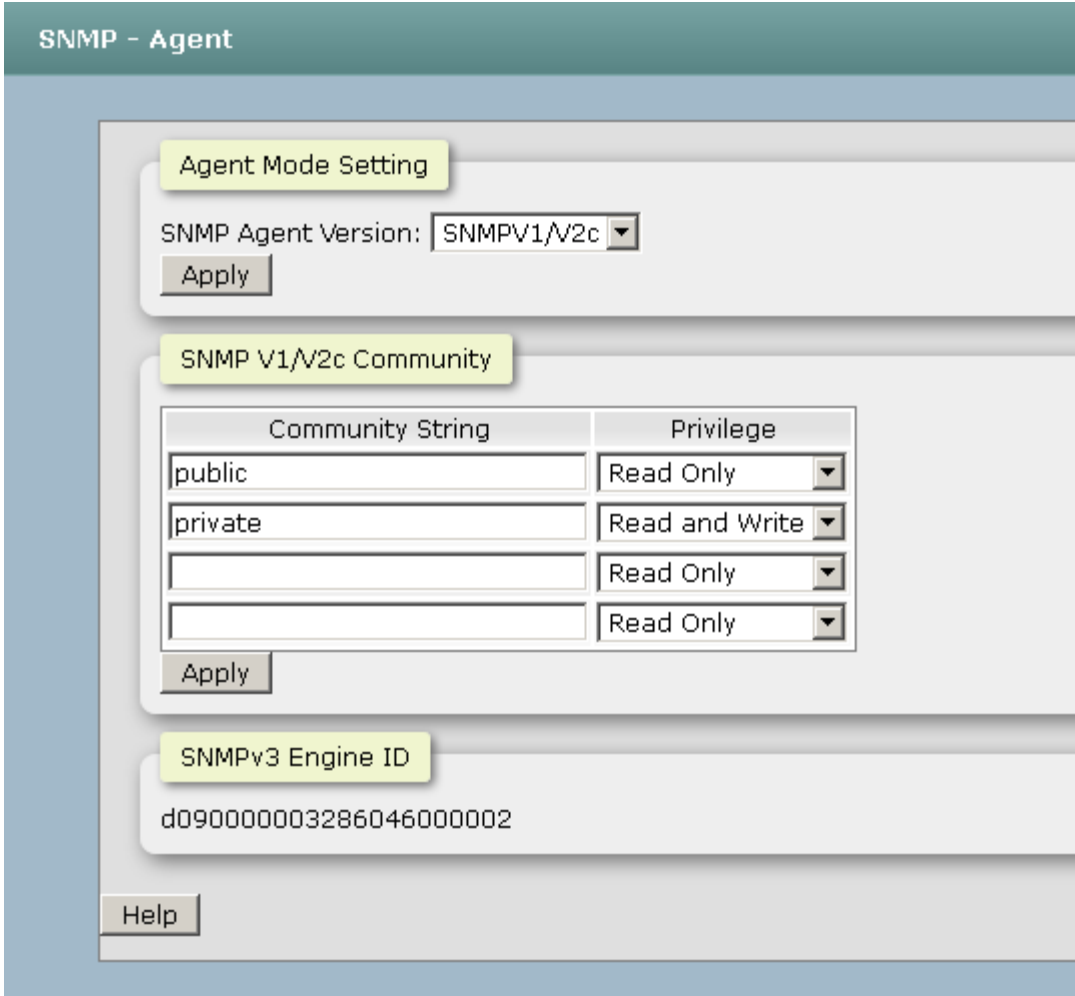 SNMP - Agent
Agent Mode Setting
SNMP Agent Version: SNMPV1/V2c
Apply
SNMP V1/V2c Community
Community String Privilege
public Read Only
private Read and Write
Read Only
Read Only
Apply
SNMPv3 Engine ID
d090000003286046000002
Help